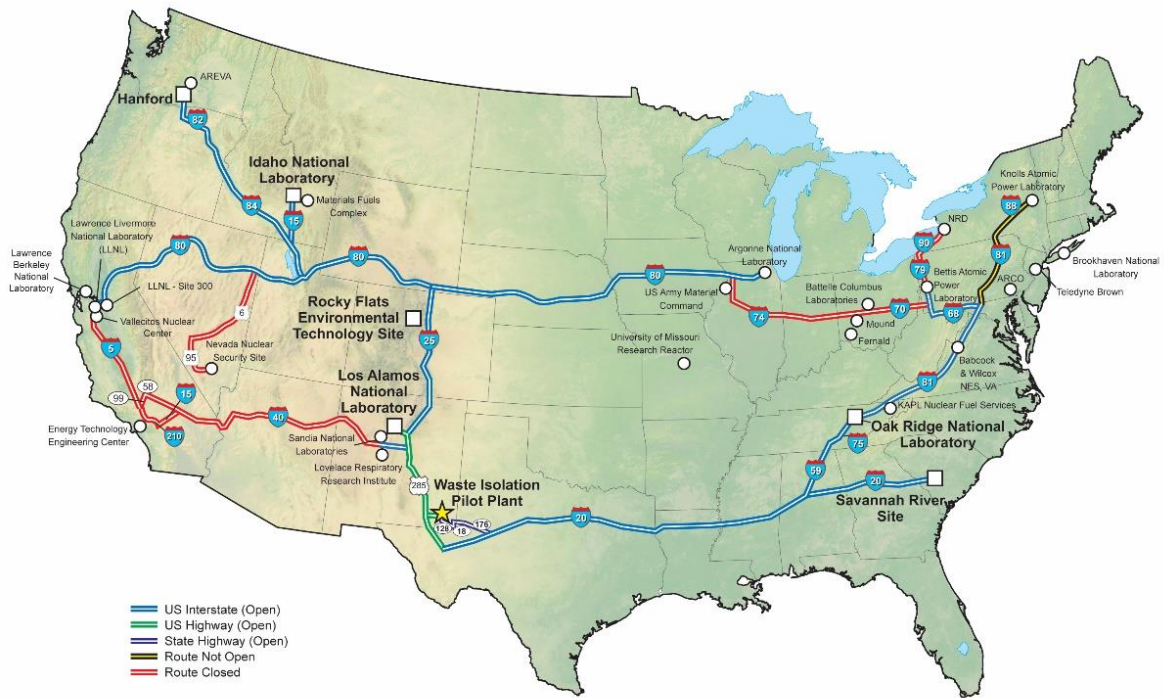 AREVA
Hanford
82
Idaho National
Laboratory
Materials Fuels
Complex
84
15
Lawrence Livermore
National Laboratory
(LLNL)
80
Lawrence
Berkeley
National
Laboratory
LLNL - Site 300
Vallecitos Nuclear
Center
6
95
Nevada Nuclear
Security Site
5
58
99
15
210
Energy Technology
Engineering Center
40
80
Rocky Flats
Environmental
Technology Site
25
Los Alamos
National
Laboratory
Sandia National
Laboratories
Lovelace Respiratory
Research Institute
285
Waste Isolation
Pilot Plant
128
18
176
20
80
Argonne National
Laboratory
US Army Material
Command
74
Battelle Columbus
Laboratories
70
Mound
Fernald
University of Missouri
Research Reactor
Knolls Atomic
Power Laboratory
88
NRD
90
79
81
Bettis Atomic
Power
Laboratory
ARCO
68
Brookhaven National
Laboratory
Teledyne Brown
Babcock
& Wilcox
NES, VA
81
KAPL Nuclear Fuel Services
Oak Ridge National
Laboratory
75
59
20
Savannah River
Site
US Interstate (Open)
US Highway (Open)
State Highway (Open)
Route Not Open
Route Closed